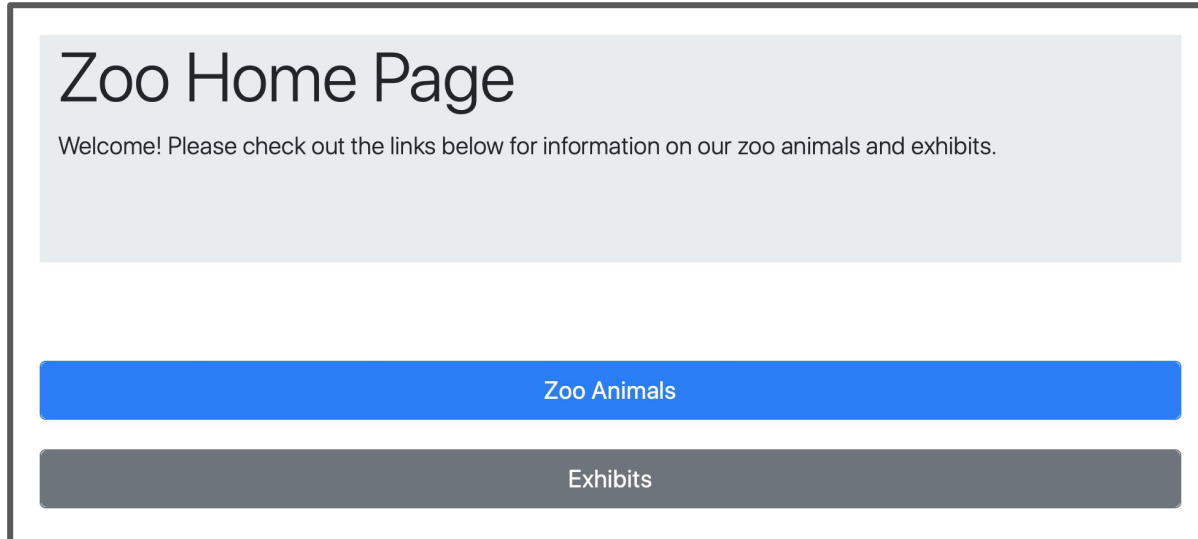 Zoo Home Page
Welcome! Please check out the links below for information on our zoo animals and exhibits.
Zoo Animals
Exhibits